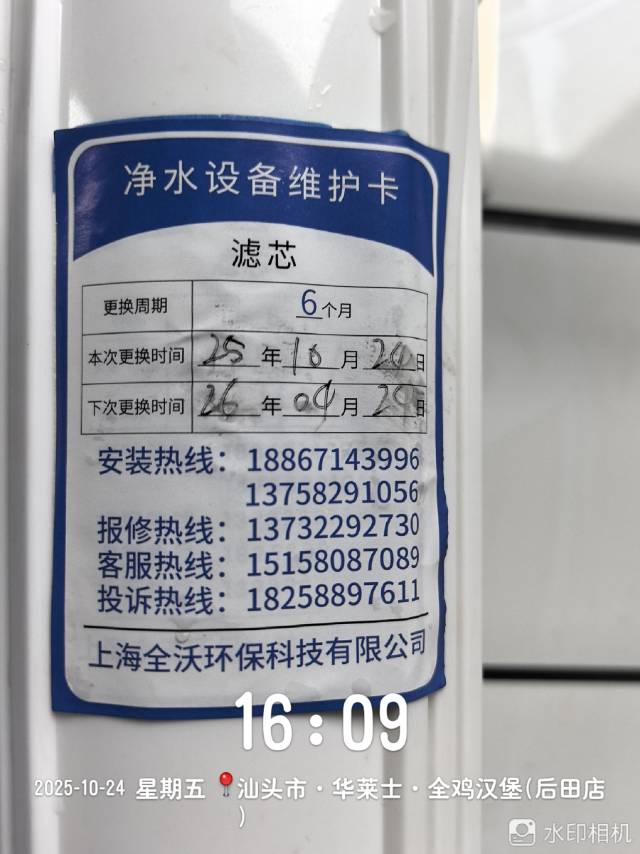 净水设备维护卡
滤芯
更换周期 6个月
本次更换时间 25年10月24日
下次更换时间 26年04月24日
安装热线：18867143996
13758291056
报修热线：13732292730
客服热线：15158087089
投诉热线：18258897611
上海全沃环保科技有限公司
16:09
2025-10-24 星期五 汕头市·华莱士·全鸡汉堡(后田店
)
水印相机